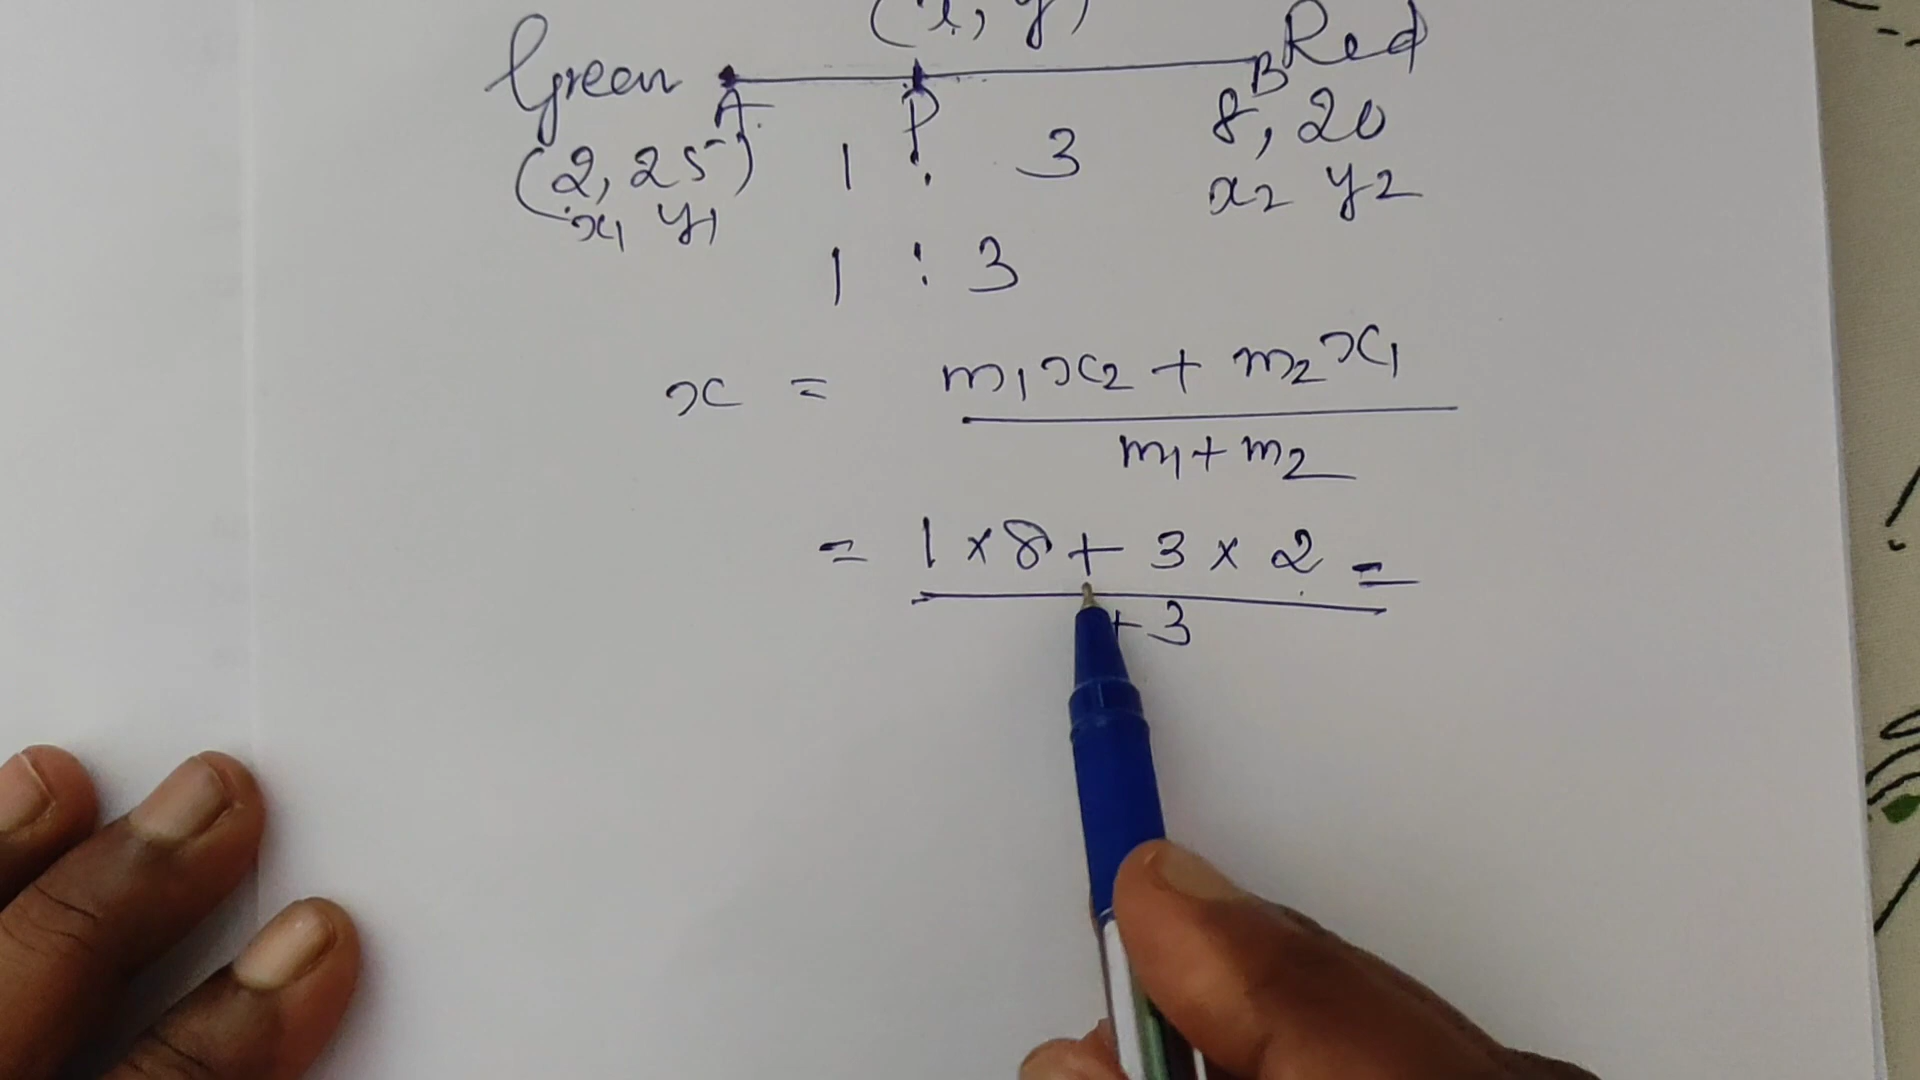 (x, y)
Green A P B Red
(2, 25) 1 : 3 8, 20
x1 y1 x2 y2
1 : 3
x = m1x2 + m2x1
m1 + m2
= 1 × 8 + 3 × 2 =
+ 3